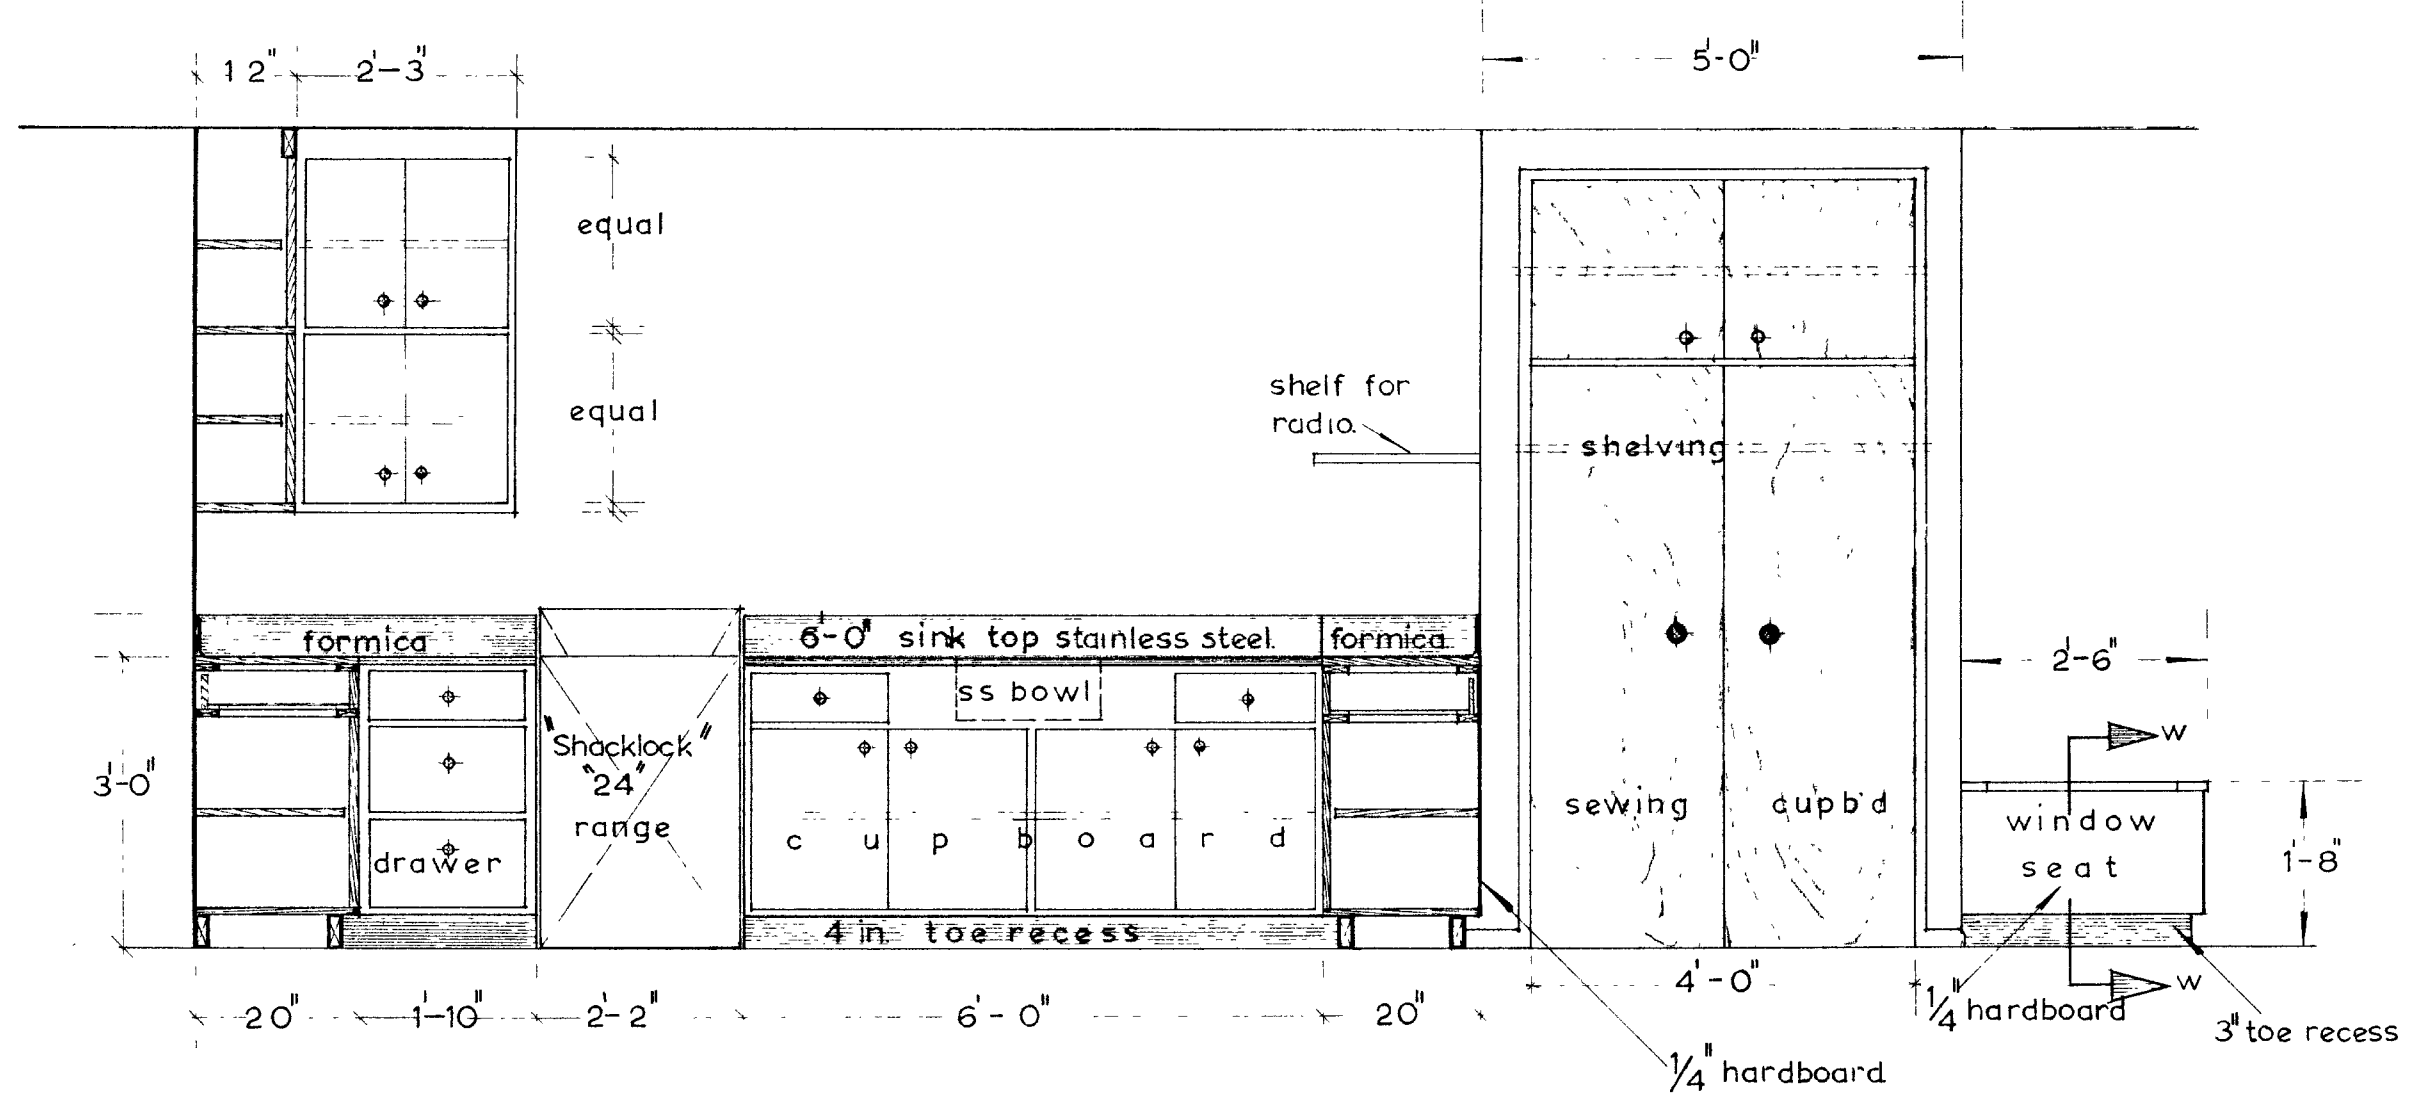 12" 2'-3" 5'-0"
equal
equal
shelf for
radio.
shelving
formica 6'-0" sink top stainless steel. formica
ss bowl
2'-6"
"Shacklock"
"24"
range
3'-0"
drawer
c u p b o a r d
sewing cupb'd
W
window
seat
1'-8"
4 in. toe recess
W
20" 1'-10" 2'-2" 6'-0" 20" 4'-0"
1/4" hardboard
3" toe recess
1/4" hardboard